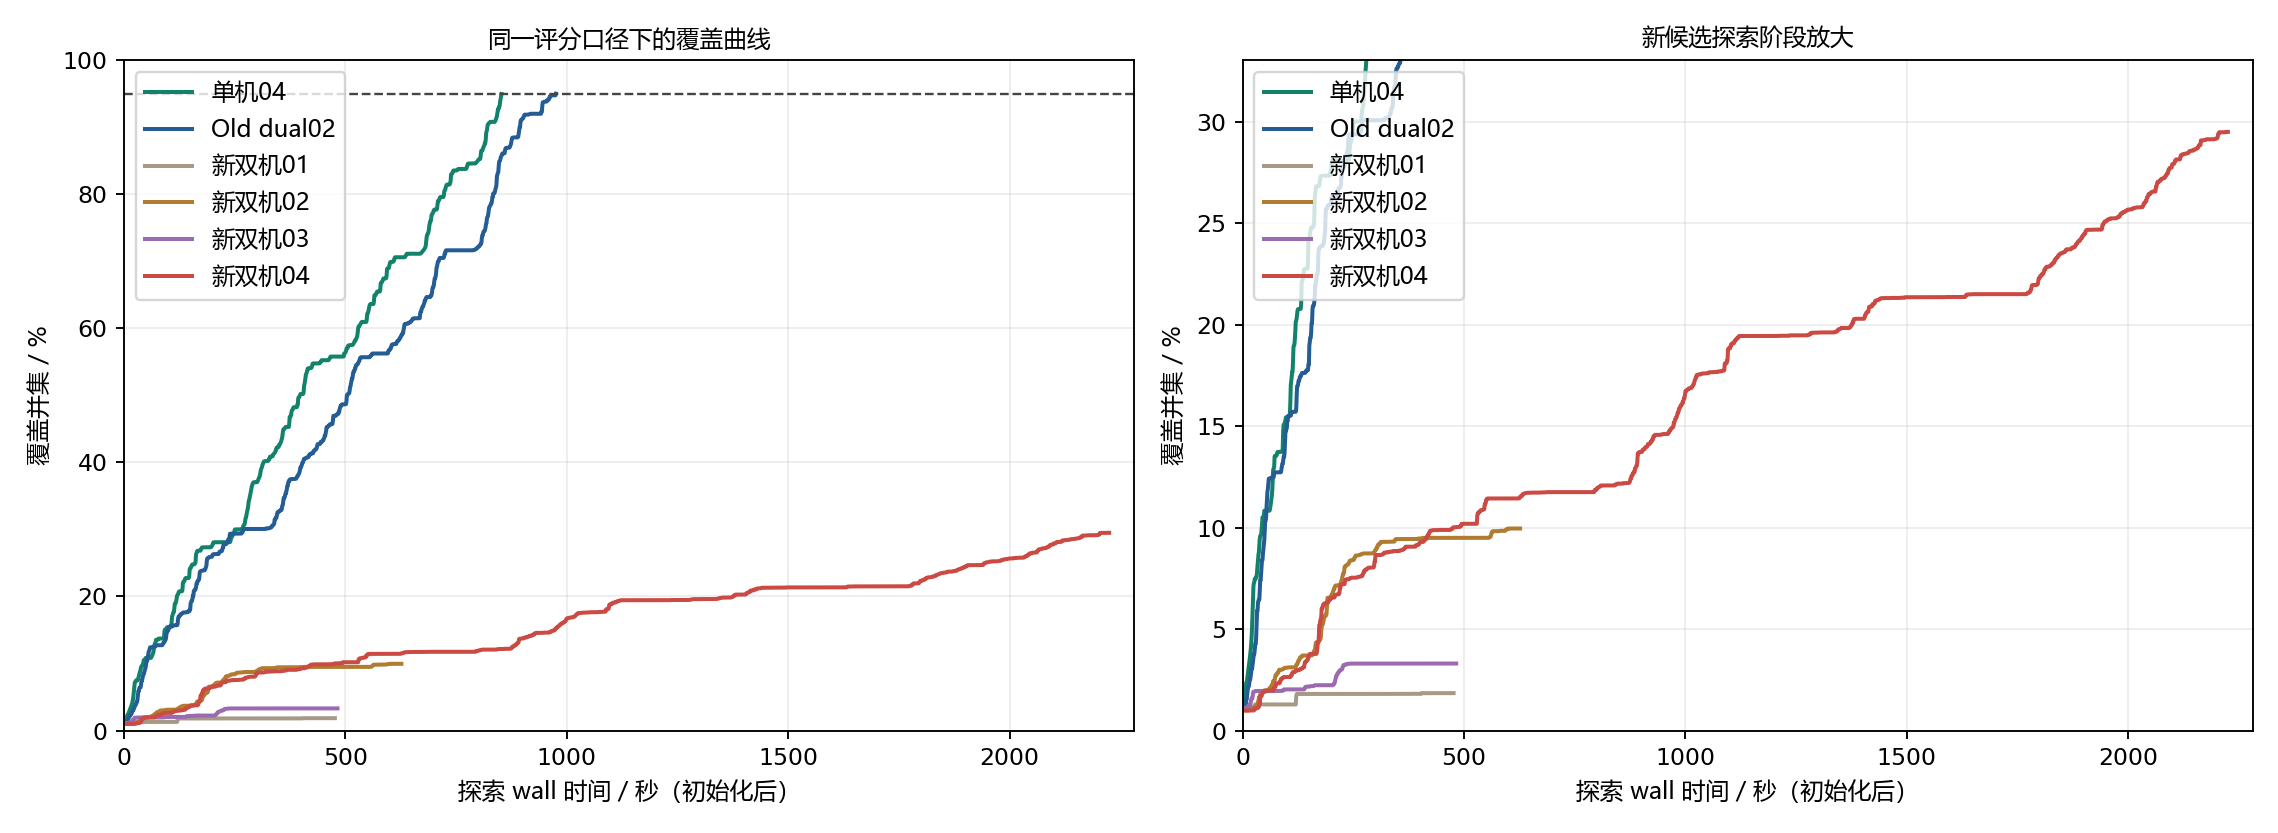 同一评分口径下的覆盖曲线
100
80
60
40
20
0
覆盖并集 / %
单机04
Old dual02
新双机01
新双机02
新双机03
新双机04
0 500 1000 1500 2000
探索 wall 时间 / 秒（初始化后）
新候选探索阶段放大
30
25
20
15
10
5
0
覆盖并集 / %
单机04
Old dual02
新双机01
新双机02
新双机03
新双机04
0 500 1000 1500 2000
探索 wall 时间 / 秒（初始化后）